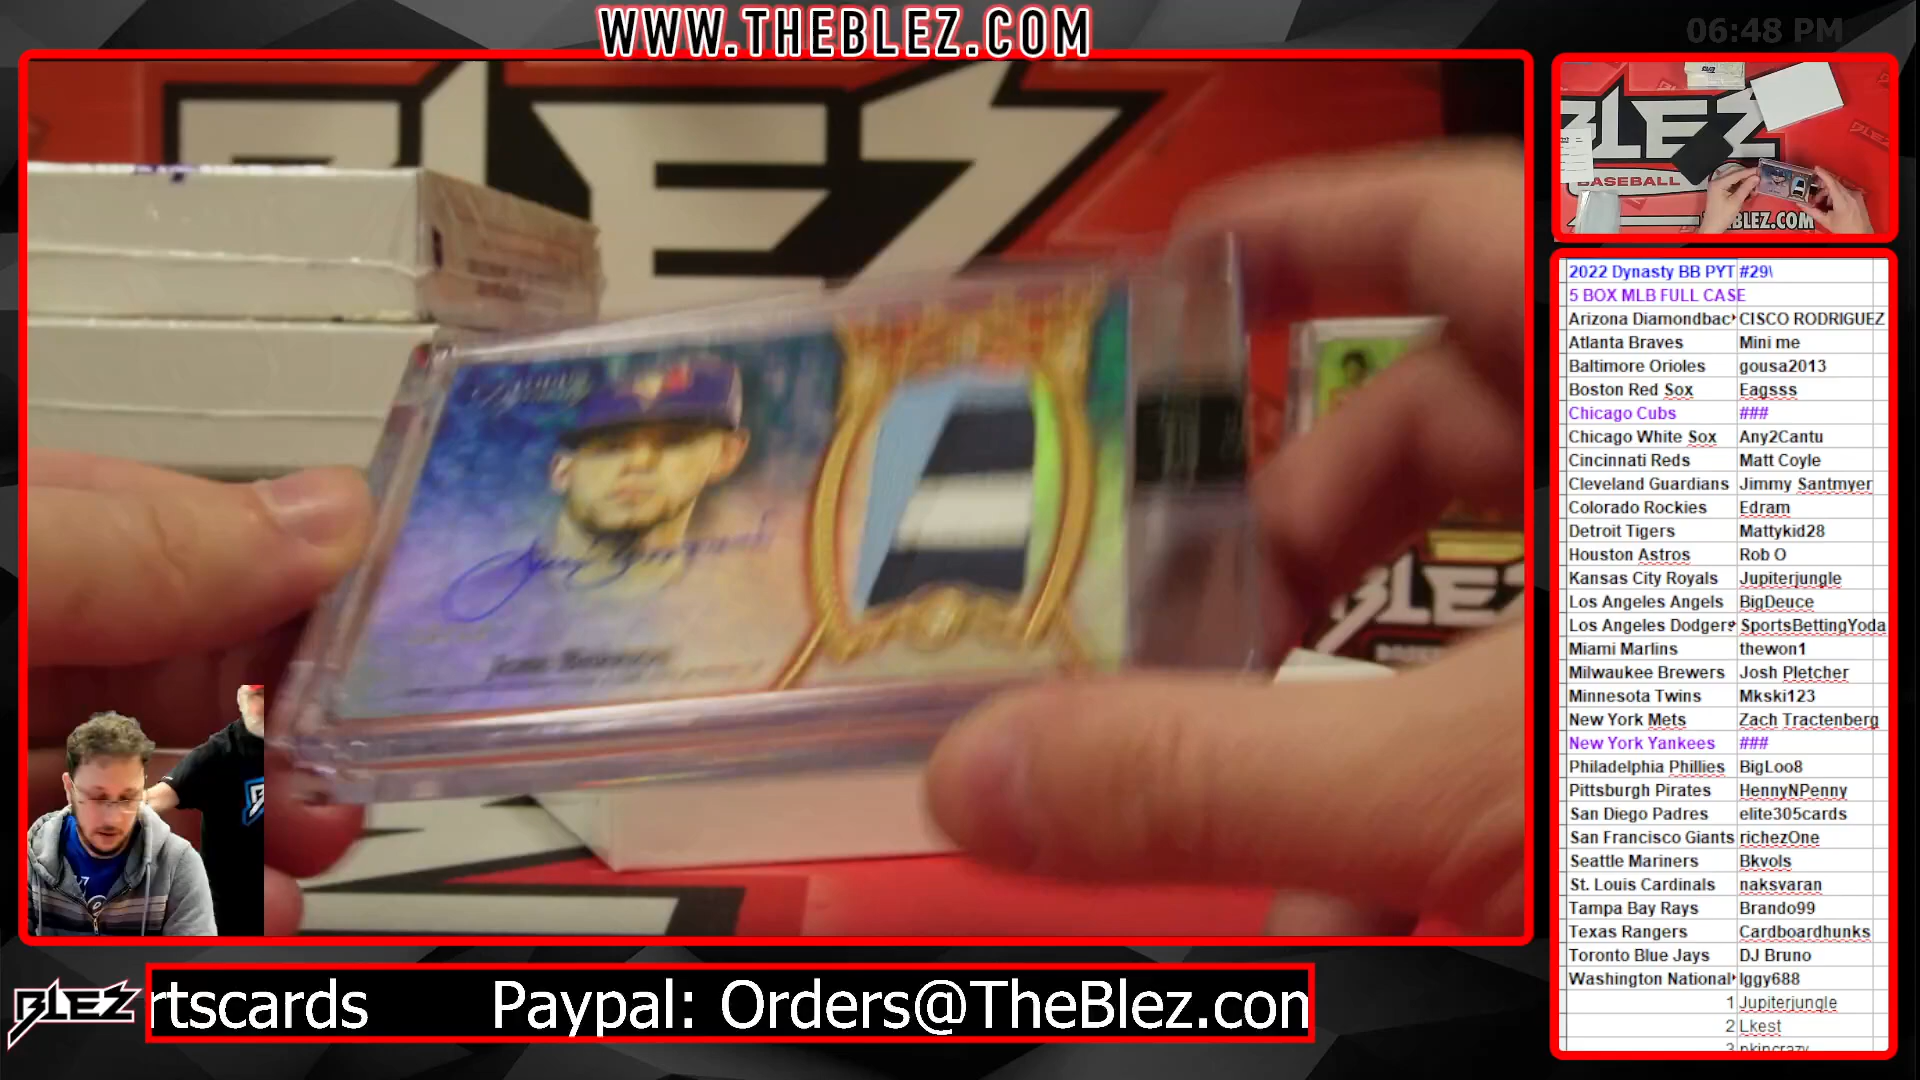 WWW.THEBLEZ.COM
06:48 PM
BLEZ
BLEZ
BASEBALL
BLEZ.COM
2022 Dynasty BB PYT #29\
5 BOX MLB FULL CASE
Arizona Diamondbac CISCO RODRIGUEZ
Atlanta Braves Mini me
Baltimore Orioles gousa2013
Boston Red Sox Eagsss
Chicago Cubs ###
Chicago White Sox Any2Cantu
Cincinnati Reds Matt Coyle
Cleveland Guardians Jimmy Santmyer
Colorado Rockies Edram
Detroit Tigers Mattykid28
Houston Astros Rob O
Kansas City Royals Jupiterjungle
Los Angeles Angels BigDeuce
Los Angeles Dodgers SportsBettingYoda
Miami Marlins thewon1
Milwaukee Brewers Josh Pletcher
Minnesota Twins Mkski123
New York Mets Zach Tractenberg
New York Yankees ###
Philadelphia Phillies BigLoo8
Pittsburgh Pirates HennyNPenny
San Diego Padres elite305cards
San Francisco Giants richezOne
Seattle Mariners Bkvols
St. Louis Cardinals naksvaran
Tampa Bay Rays Brando99
Texas Rangers Cardboardhunks
Toronto Blue Jays DJ Bruno
Washington National Iggy688
1 Jupiterjungle
2 Lkest
3 pkincrazy
BLEZ
rtscards Paypal: Orders@TheBlez.com